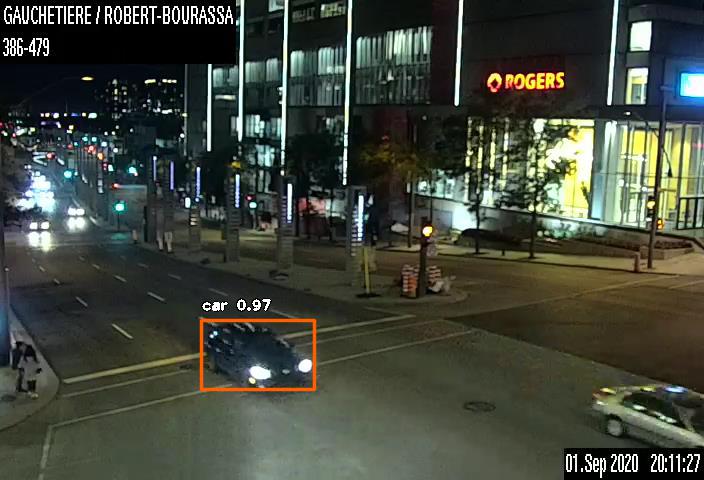 GAUCHETIERE / ROBERT-BOURASSA
386-479
ROGERS
car 0.97
01.Sep 2020 20:11:27